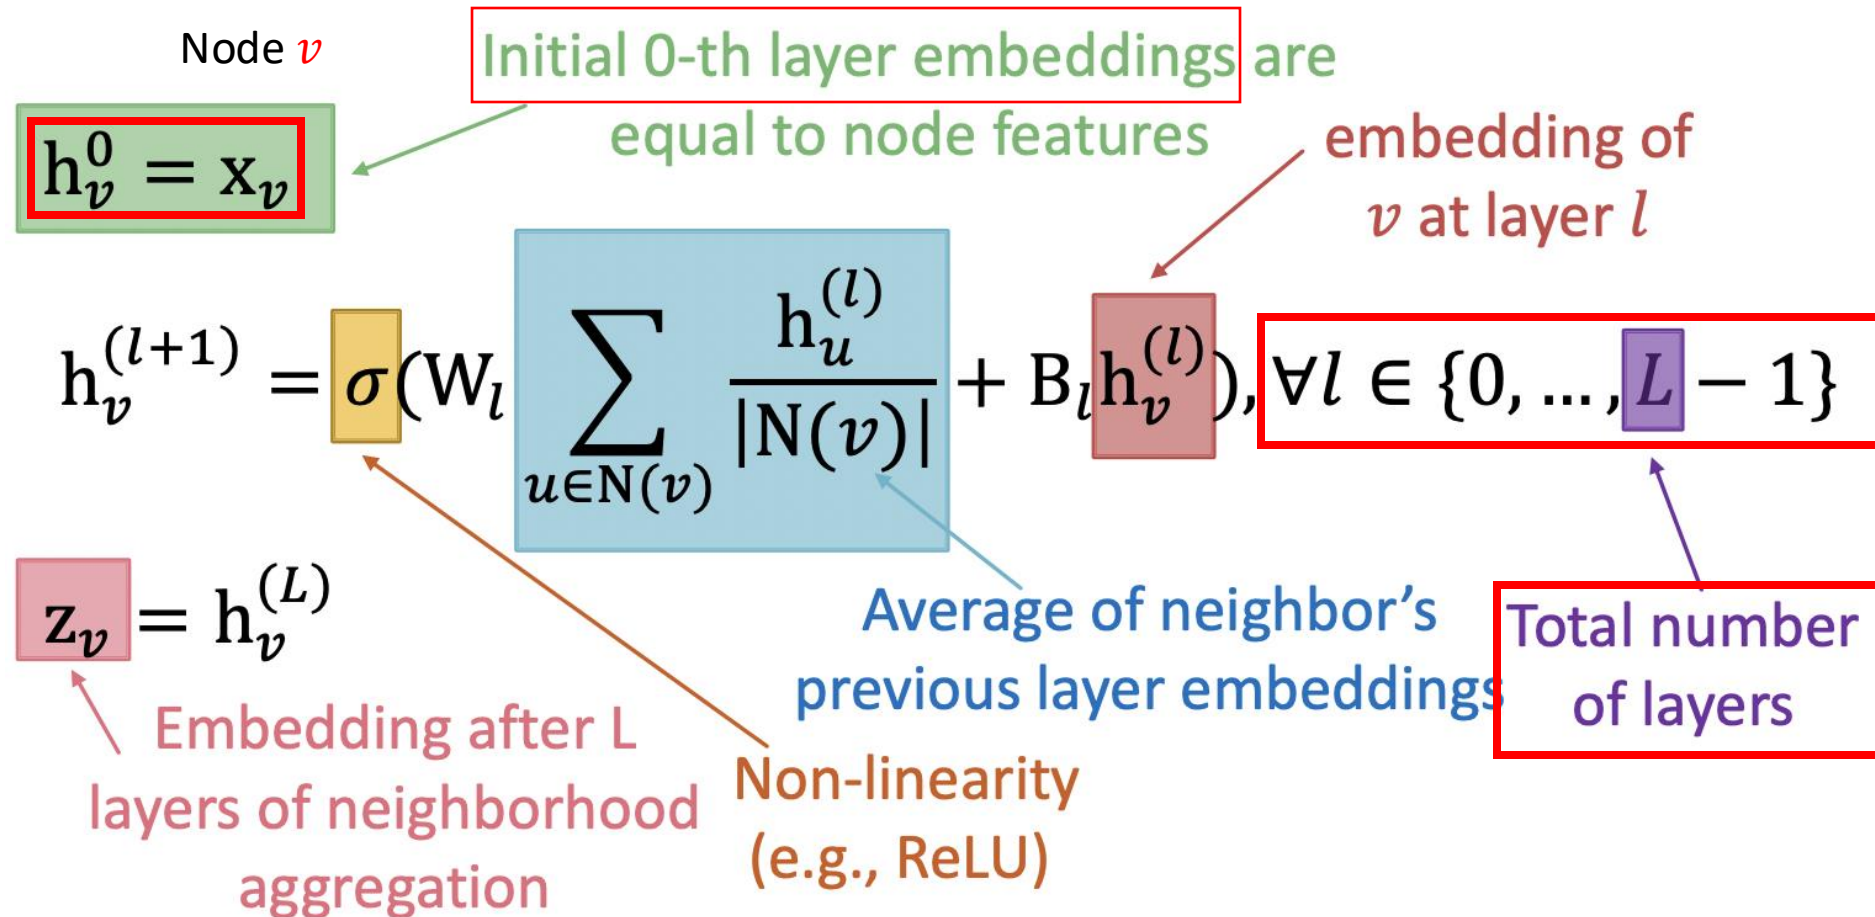 Node v
Initial 0-th layer embeddings are
equal to node features
h_v^0 = x_v
embedding of
v at layer l
h_v^{(l+1)} = σ(W_l ∑_{u∈N(v)} h_u^{(l)} / |N(v)| + B_l h_v^{(l)}), ∀l ∈ {0, …, L − 1}
z_v = h_v^{(L)}
Average of neighbor’s
previous layer embeddings
Total number
of layers
Embedding after L
layers of neighborhood
aggregation
Non-linearity
(e.g., ReLU)